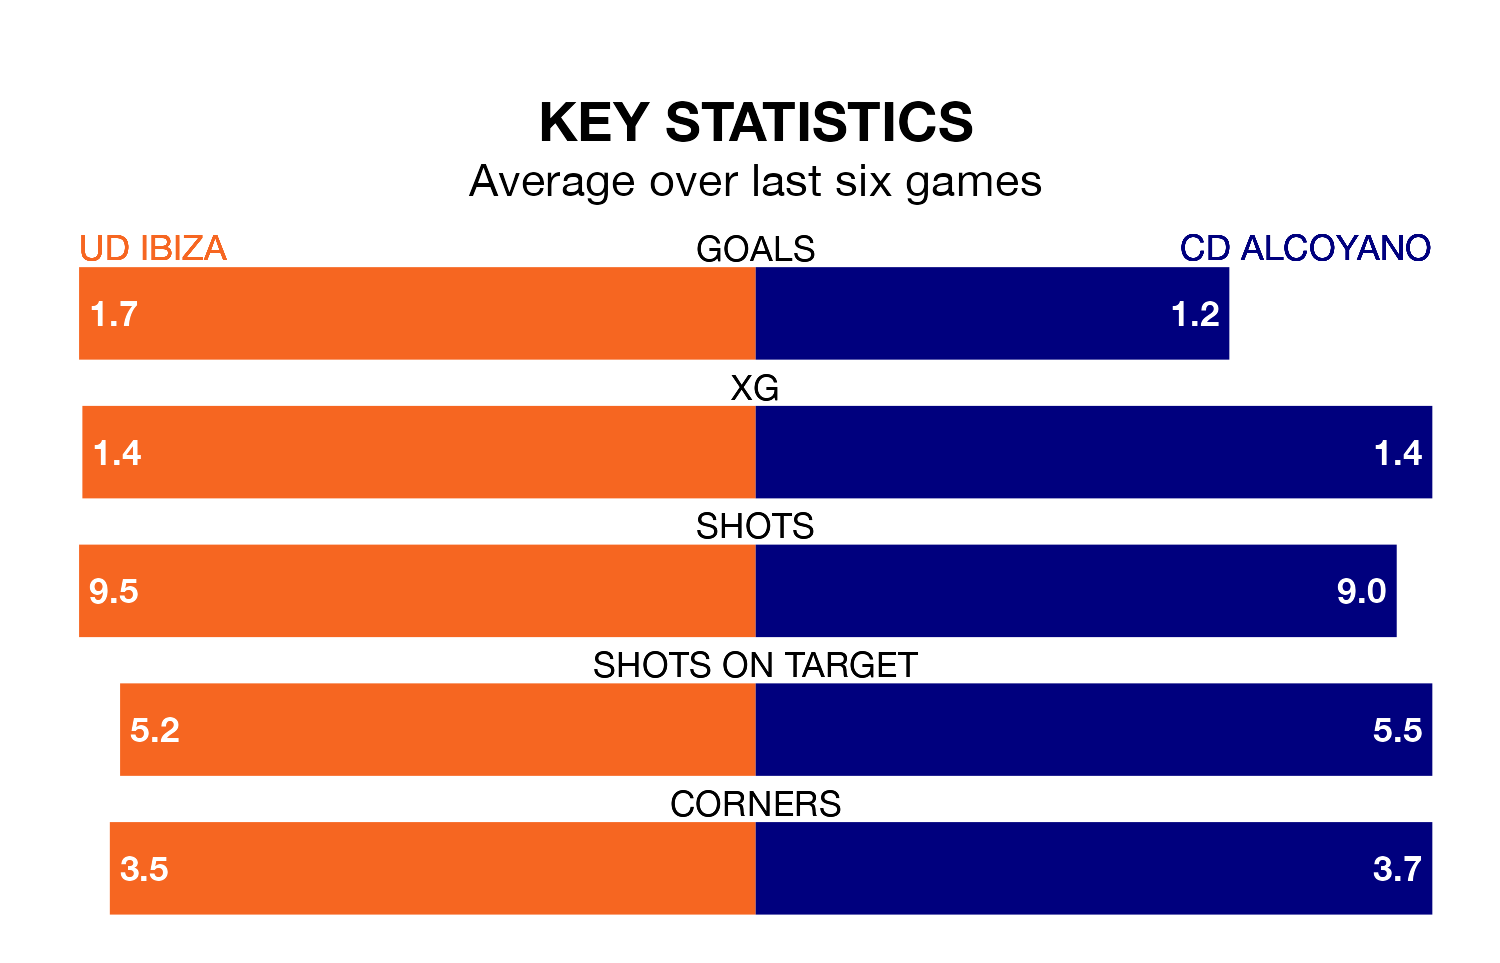 KEY STATISTICS
Average over last six games
UD IBIZA GOALS CD ALCOYANO
1.7 1.2
XG
1.4 1.4
SHOTS
9.5 9.0
SHOTS ON TARGET
5.2 5.5
CORNERS
3.5 3.7